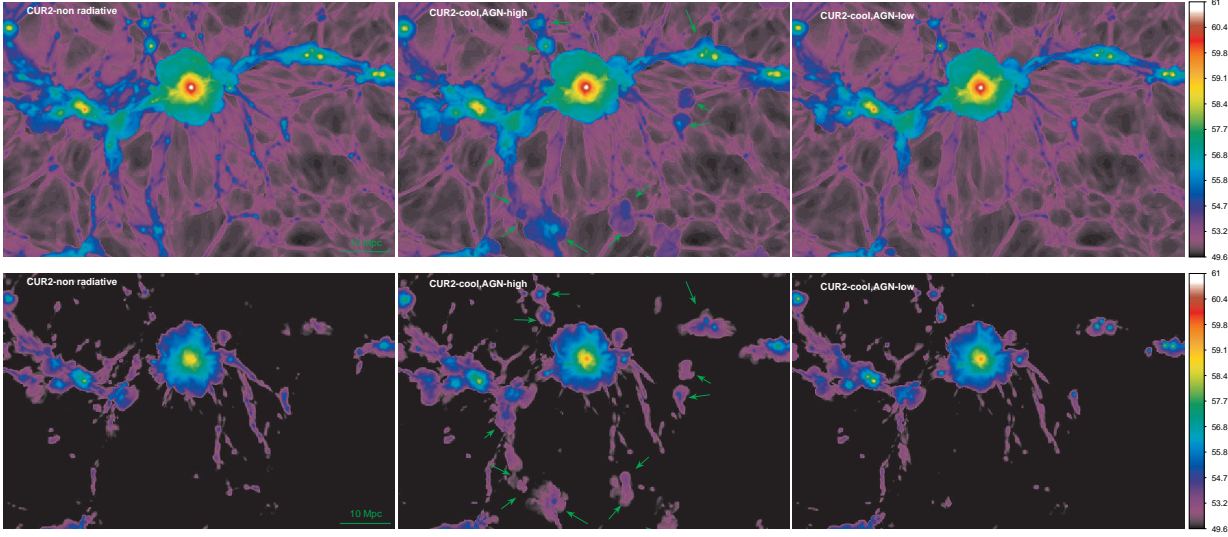 CUR2-non radiative
CUR2-cool,AGN-high
CUR2-cool,AGN-low
61
60.4
59.8
59.1
58.4
57.7
56.8
55.8
54.7
53.2
49.6
10 Mpc
CUR2-non radiative
CUR2-cool,AGN-high
CUR2-cool,AGN-low
61
60.4
59.8
59.1
58.4
57.7
56.8
55.8
54.7
53.2
49.6
10 Mpc